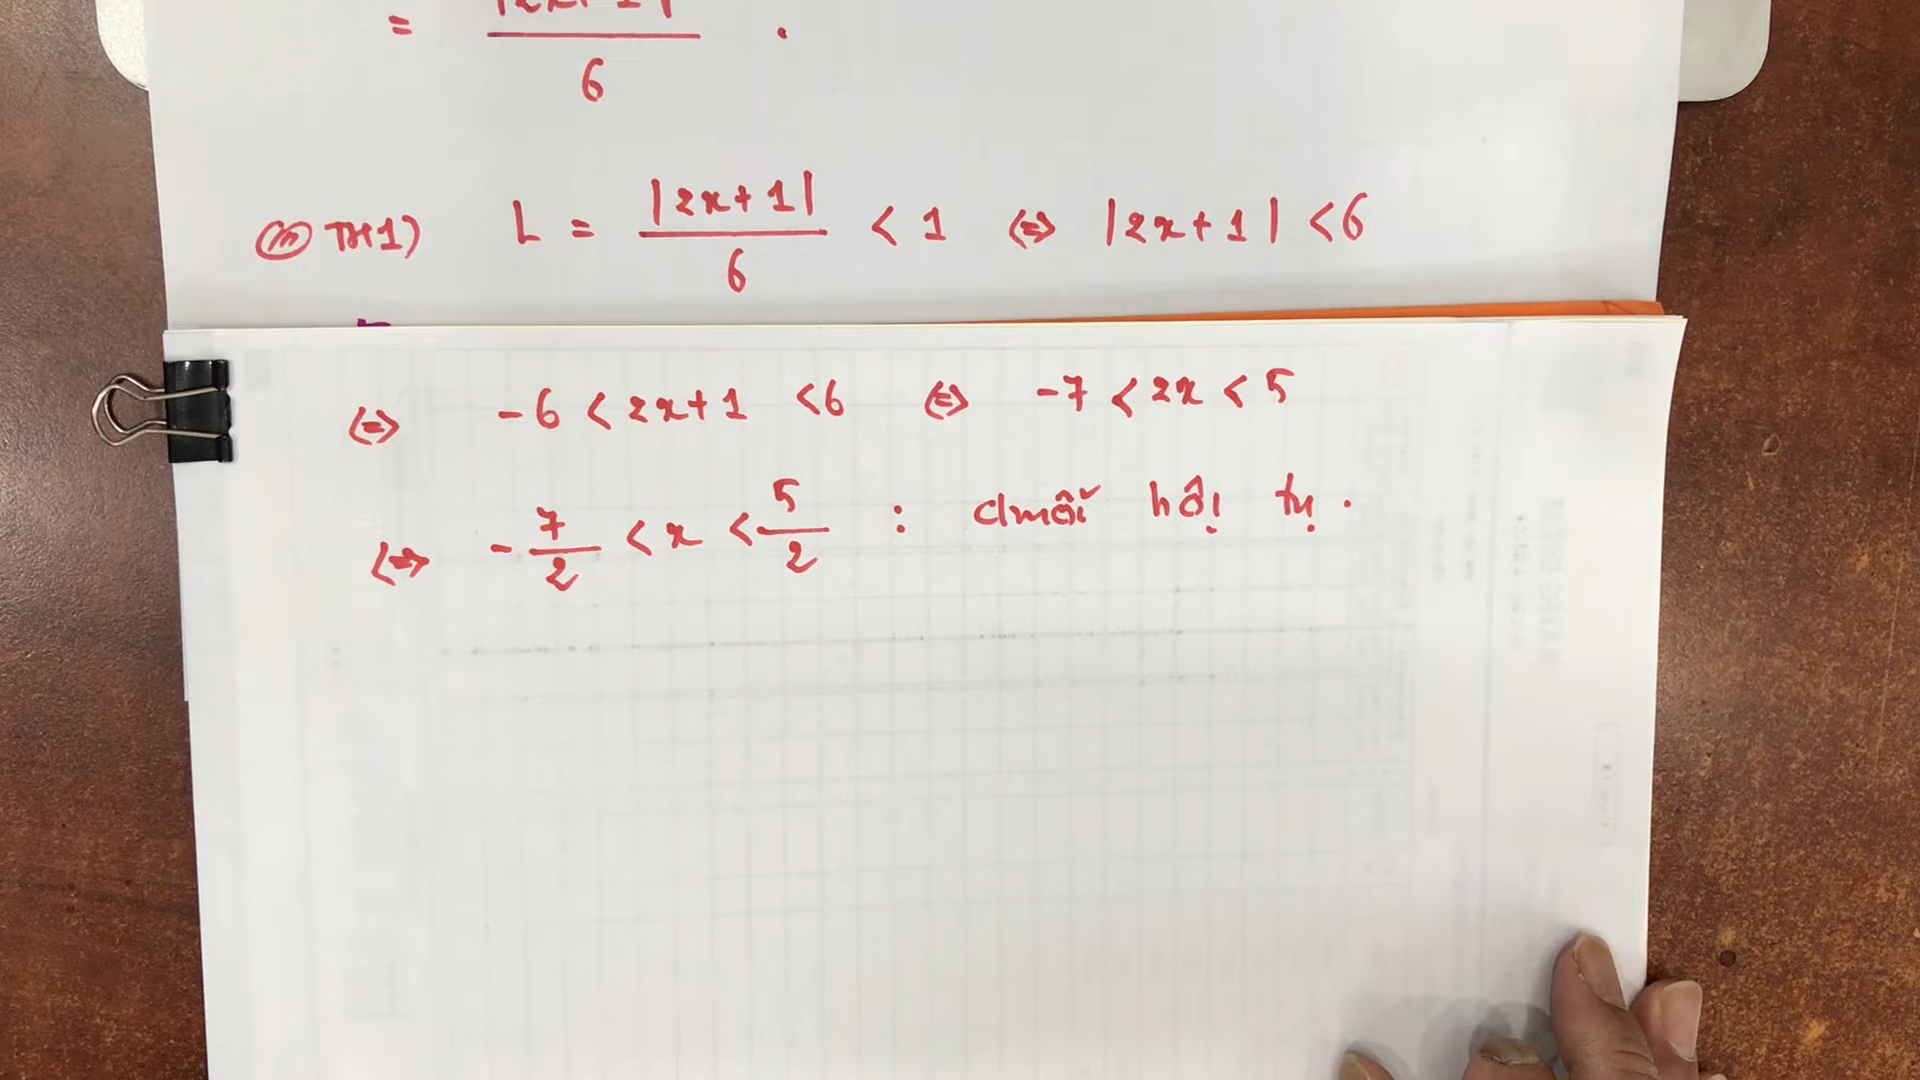 = |2x+1| / 6 .
(m) TH1) L = |2x+1| / 6 < 1 <=> |2x+1| < 6
<=> -6 < 2x+1 < 6 <=> -7 < 2x < 5
<=> -7/2 < x < 5/2 : chuỗi hội tụ .